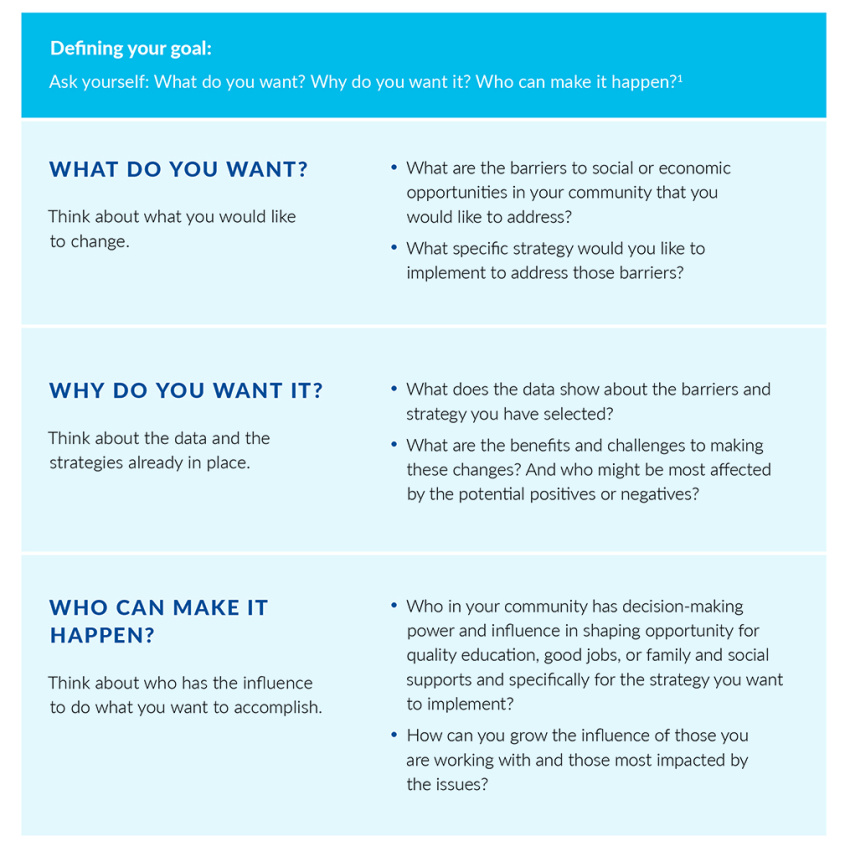 Defining your goal:
Ask yourself: What do you want? Why do you want it? Who can make it happen?¹
WHAT DO YOU WANT?
Think about what you would like
to change.
• What are the barriers to social or economic
opportunities in your community that you
would like to address?
• What specific strategy would you like to
implement to address those barriers?
WHY DO YOU WANT IT?
Think about the data and the
strategies already in place.
• What does the data show about the barriers and
strategy you have selected?
• What are the benefits and challenges to making
these changes? And who might be most affected
by the potential positives or negatives?
WHO CAN MAKE IT
HAPPEN?
Think about who has the influence
to do what you want to accomplish.
• Who in your community has decision-making
power and influence in shaping opportunity for
quality education, good jobs, or family and social
supports and specifically for the strategy you want
to implement?
• How can you grow the influence of those you
are working with and those most impacted by
the issues?